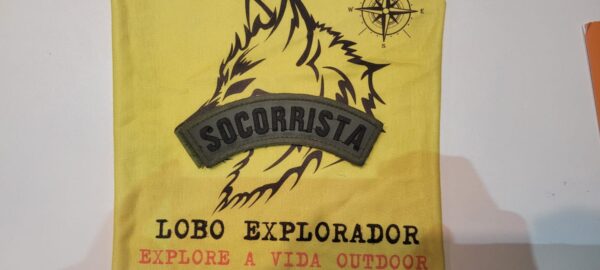 W E
S
SOCORRISTA
LOBO EXPLORADOR
EXPLORE A VIDA OUTDOOR